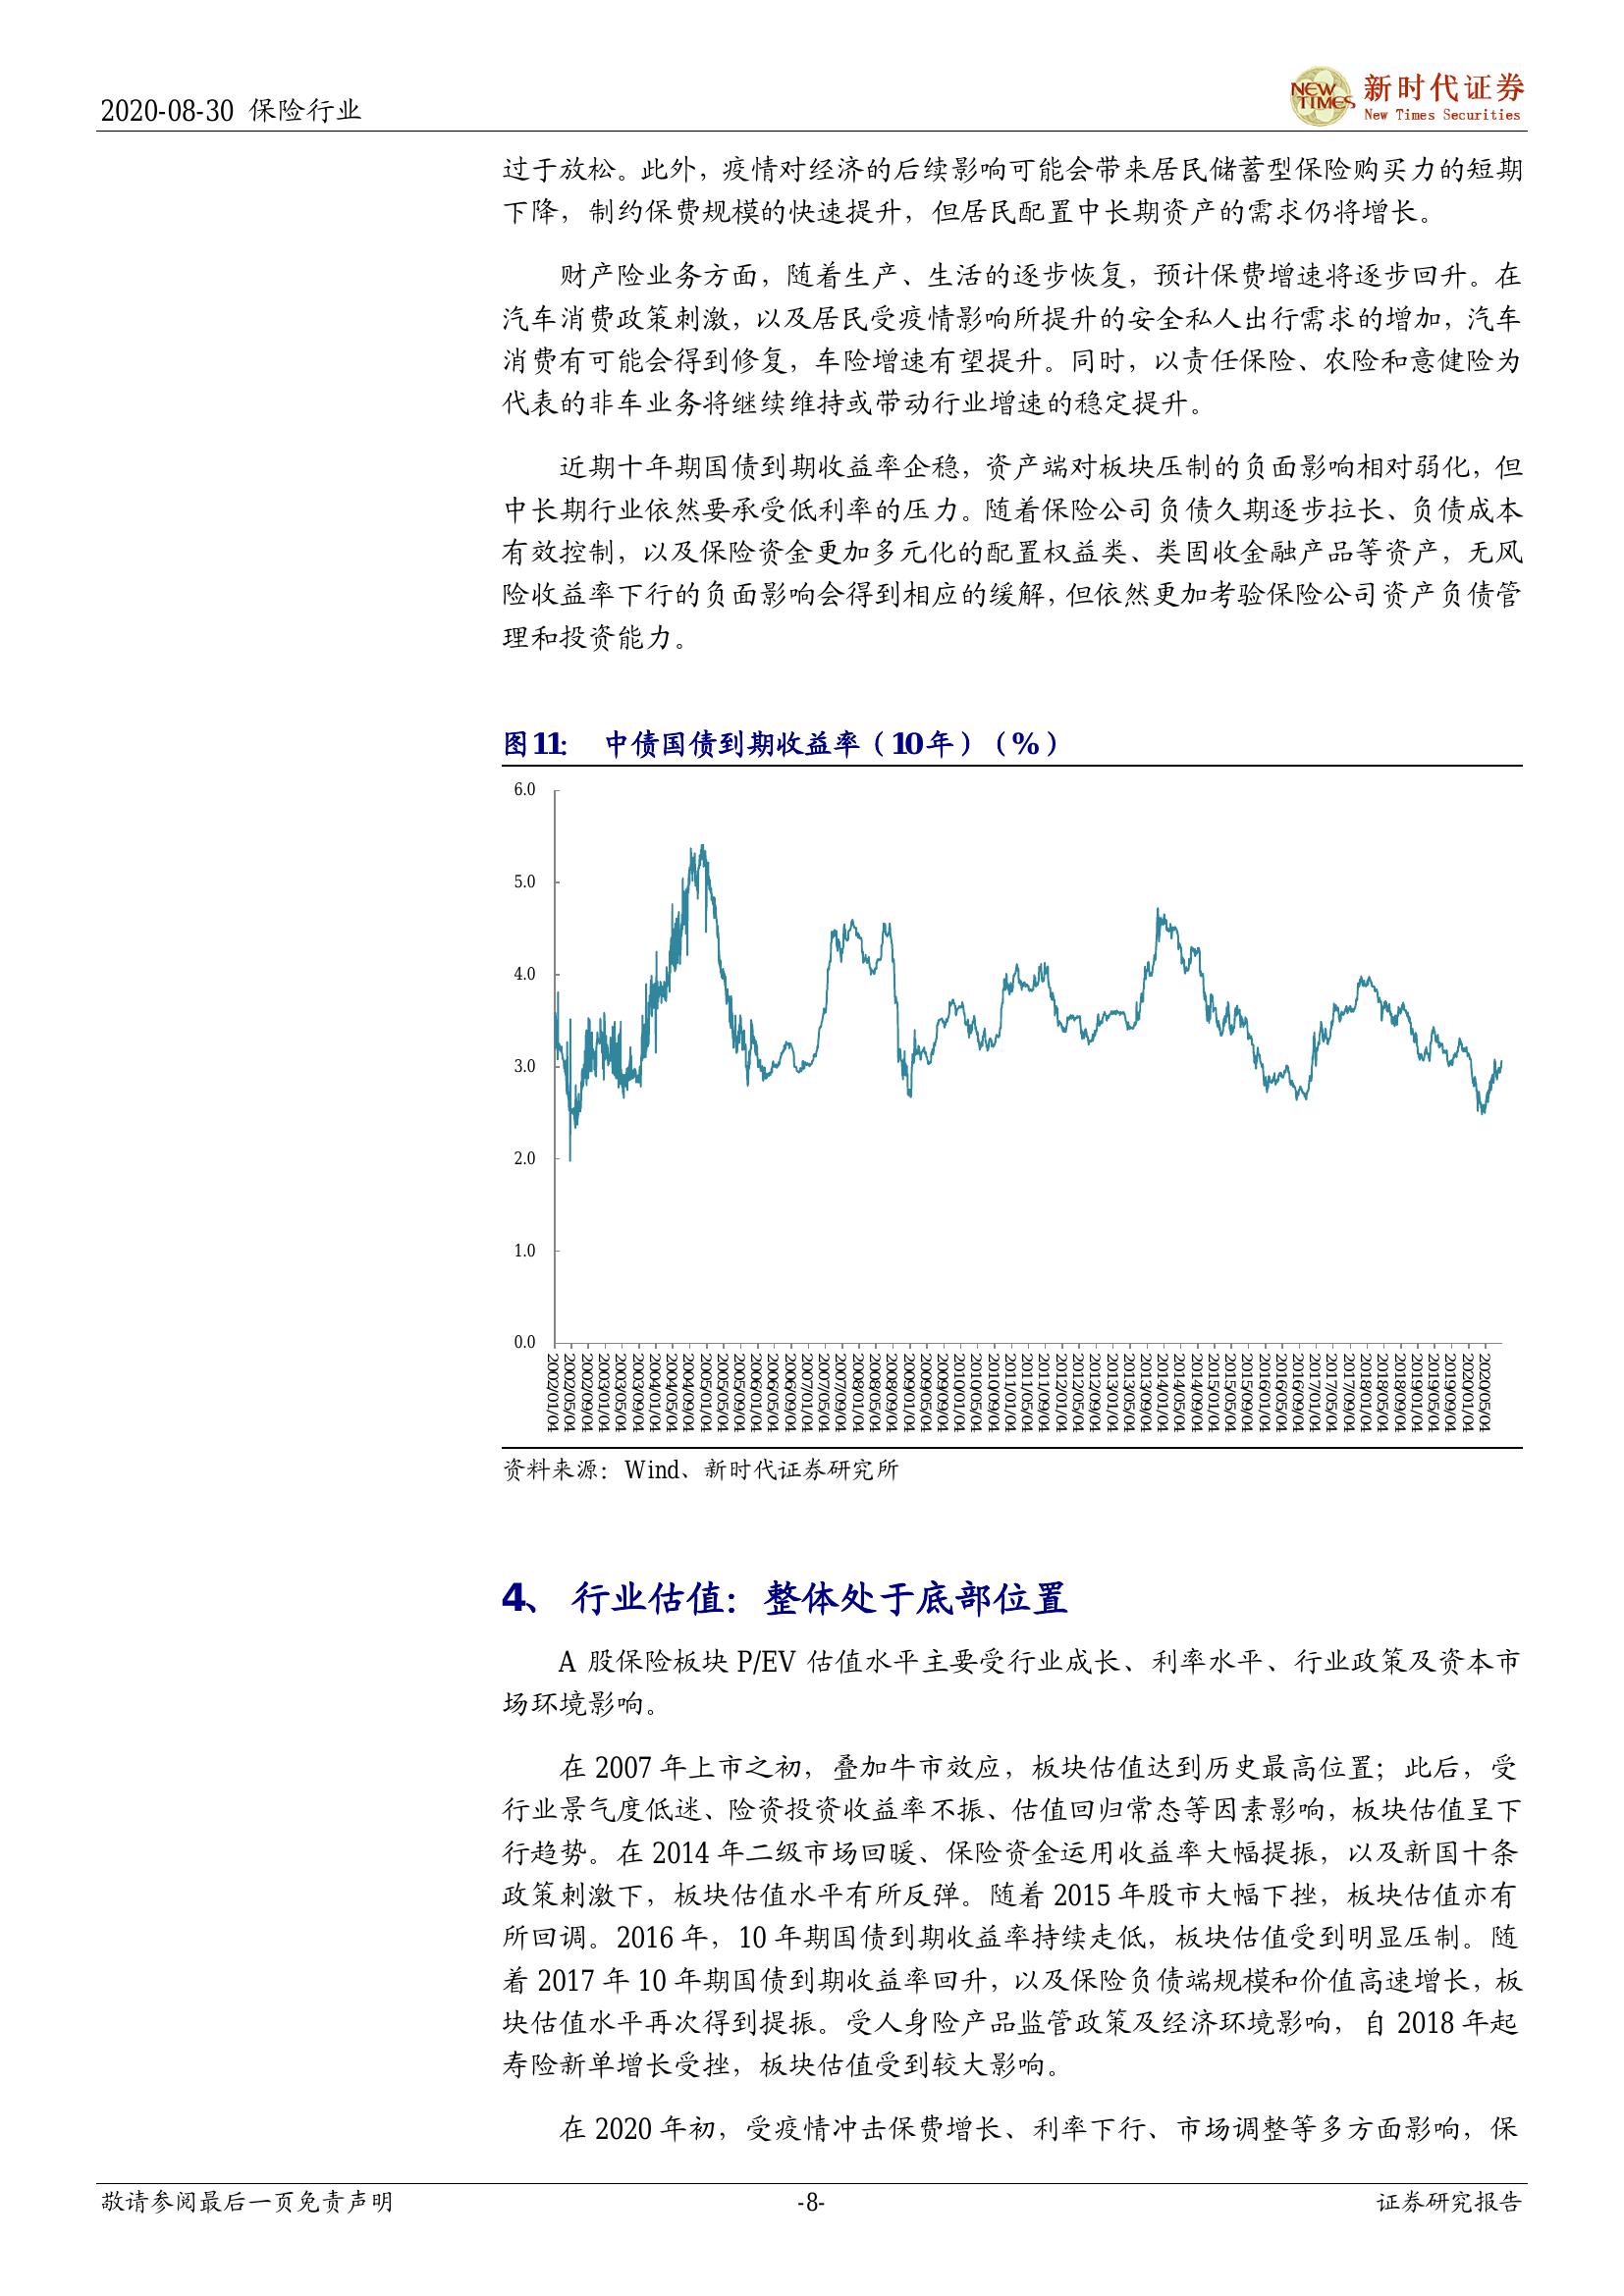 2020-08-30 保险行业
NEW TIMES 新时代证券
New Times Securities
过于放松。此外，疫情对经济的后续影响可能会带来居民储蓄型保险购买力的短期
下降，制约保费规模的快速提升，但居民配置中长期资产的需求仍将增长。
财产险业务方面，随着生产、生活的逐步恢复，预计保费增速将逐步回升。在
汽车消费政策刺激，以及居民受疫情影响所提升的安全私人出行需求的增加，汽车
消费有可能会得到修复，车险增速有望提升。同时，以责任保险、农险和意健险为
代表的非车业务将继续维持或带动行业增速的稳定提升。
近期十年期国债到期收益率企稳，资产端对板块压制的负面影响相对弱化，但
中长期行业依然要承受低利率的压力。随着保险公司负债久期逐步拉长、负债成本
有效控制，以及保险资金更加多元化的配置权益类、类固收金融产品等资产，无风
险收益率下行的负面影响会得到相应的缓解，但依然更加考验保险公司资产负债管
理和投资能力。
图11： 中债国债到期收益率（10年）（%）
6.0
5.0
4.0
3.0
2.0
1.0
0.0
2002/01/04
2002/05/04
2002/09/04
2003/01/04
2003/05/04
2003/09/04
2004/01/04
2004/05/04
2004/09/04
2005/01/04
2005/05/04
2005/09/04
2006/01/04
2006/05/04
2006/09/04
2007/01/04
2007/05/04
2007/09/04
2008/01/04
2008/05/04
2008/09/04
2009/01/04
2009/05/04
2009/09/04
2010/01/04
2010/05/04
2010/09/04
2011/01/04
2011/05/04
2011/09/04
2012/01/04
2012/05/04
2012/09/04
2013/01/04
2013/05/04
2013/09/04
2014/01/04
2014/05/04
2014/09/04
2015/01/04
2015/05/04
2015/09/04
2016/01/04
2016/05/04
2016/09/04
2017/01/04
2017/05/04
2017/09/04
2018/01/04
2018/05/04
2018/09/04
2019/01/04
2019/05/04
2019/09/04
2020/01/04
2020/05/04
资料来源：Wind、新时代证券研究所
4、 行业估值：整体处于底部位置
A 股保险板块 P/EV 估值水平主要受行业成长、利率水平、行业政策及资本市
场环境影响。
在 2007 年上市之初，叠加牛市效应，板块估值达到历史最高位置；此后，受
行业景气度低迷、险资投资收益率不振、估值回归常态等因素影响，板块估值呈下
行趋势。在 2014 年二级市场回暖、保险资金运用收益率大幅提振，以及新国十条
政策刺激下，板块估值水平有所反弹。随着 2015 年股市大幅下挫，板块估值亦有
所回调。2016 年，10 年期国债到期收益率持续走低，板块估值受到明显压制。随
着 2017 年 10 年期国债到期收益率回升，以及保险负债端规模和价值高速增长，板
块估值水平再次得到提振。受人身险产品监管政策及经济环境影响，自 2018 年起
寿险新单增长受挫，板块估值受到较大影响。
在 2020 年初，受疫情冲击保费增长、利率下行、市场调整等多方面影响，保
敬请参阅最后一页免责声明
-8-
证券研究报告